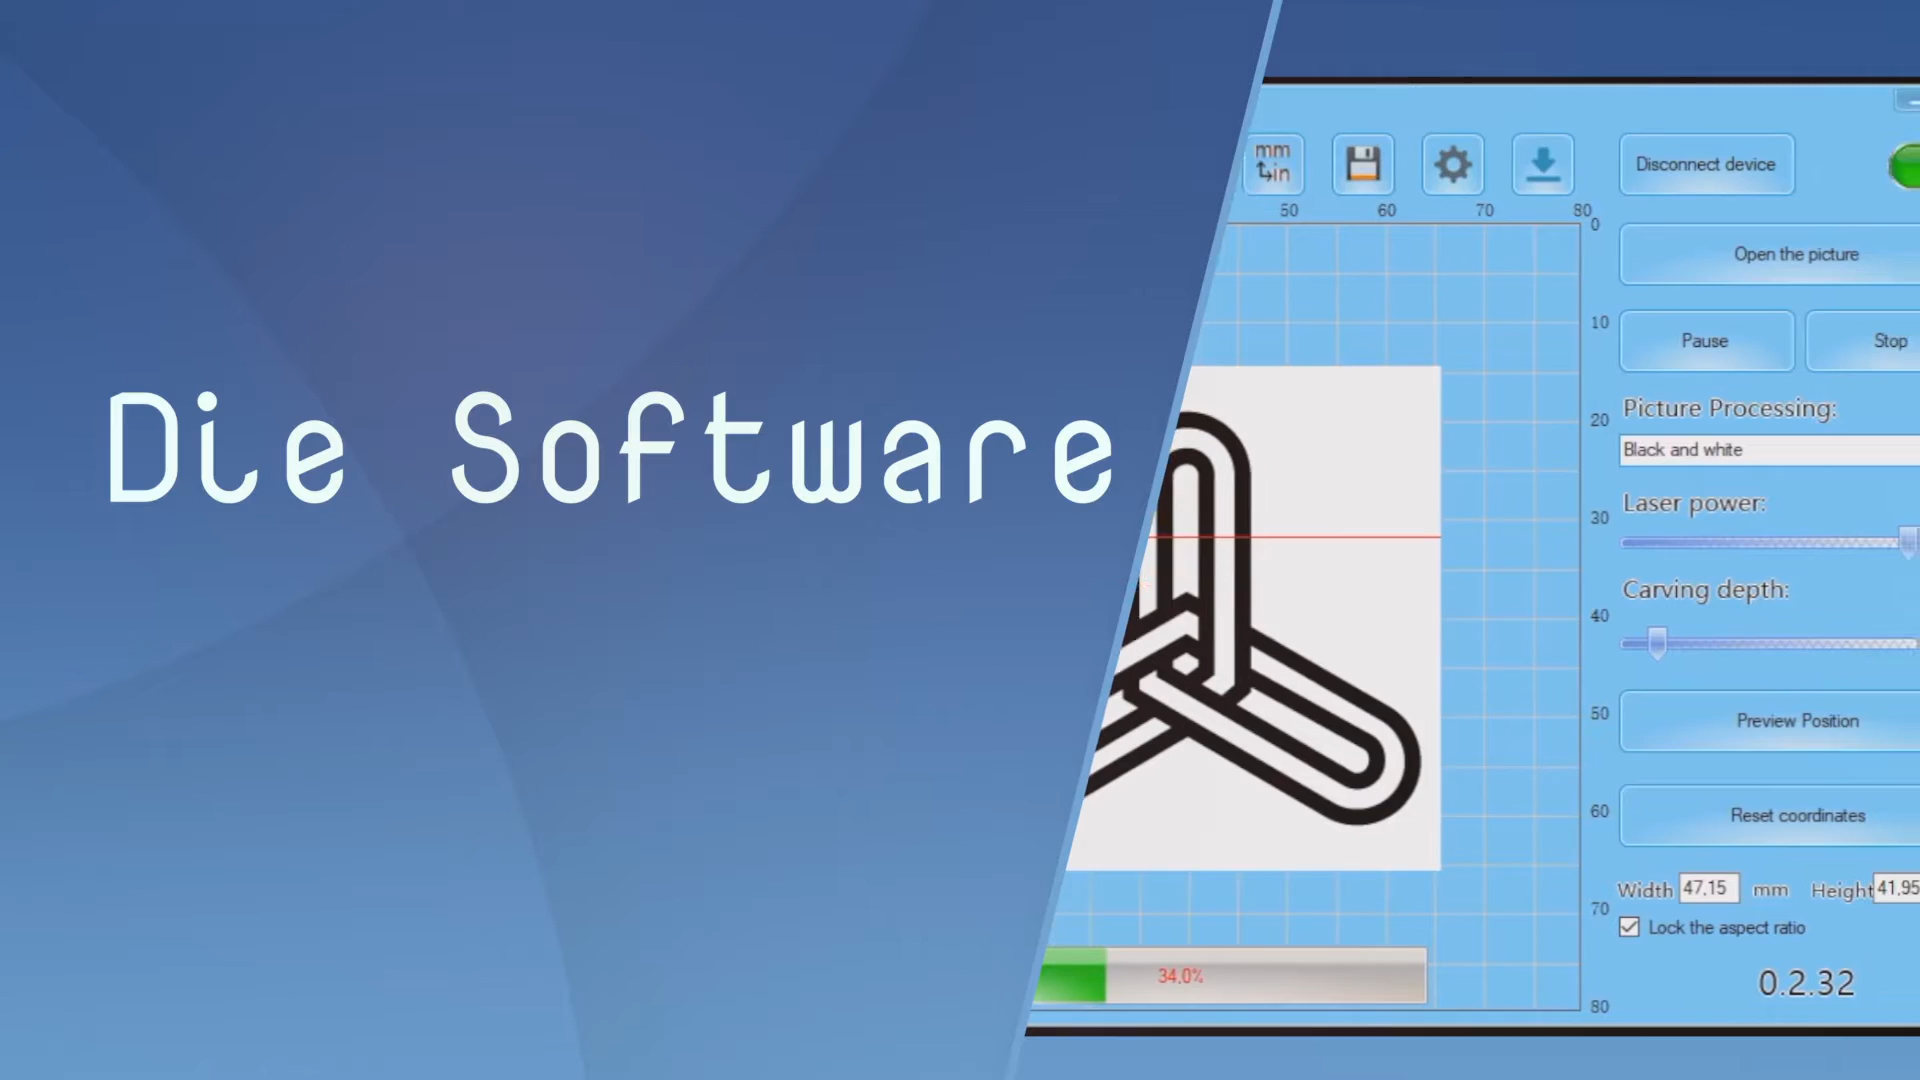 Die Software
mm
in
Disconnect device
50 60 70 80
0
Open the picture
10
Pause
Stop
Picture Processing:
20
Black and white
Laser power:
30
Carving depth:
40
50
Preview Position
60
Reset coordinates
Width 47.15 mm Height 41.95
70
Lock the aspect ratio
34.0%
0.2.32
80